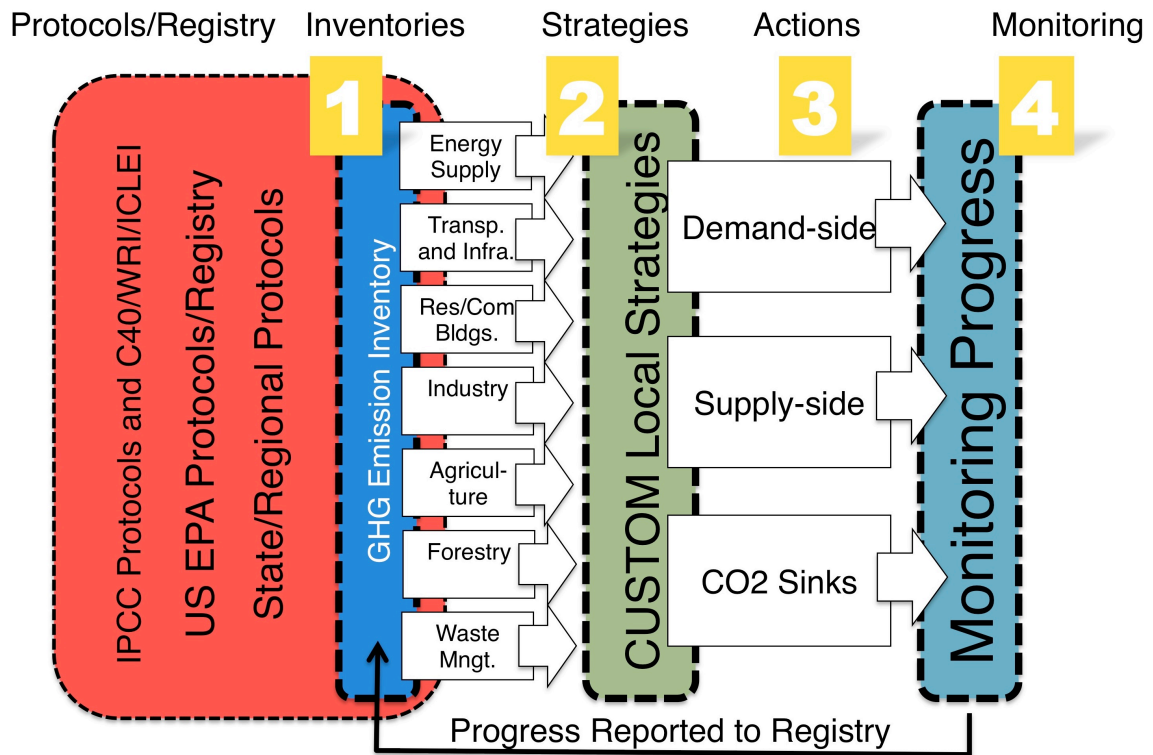 Protocols/Registry
Inventories
Strategies
Actions
Monitoring
1
2
3
4
IPCC Protocols and C40/WRI/ICLEI
US EPA Protocols/Registry
State/Regional Protocols
GHG Emission Inventory
Energy
Supply
Transp.
and Infra.
Res/Com
Bldgs.
Industry
Agricul-
ture
Forestry
Waste
Mngt.
CUSTOM Local Strategies
Demand-side
Supply-side
CO2 Sinks
Monitoring Progress
Progress Reported to Registry